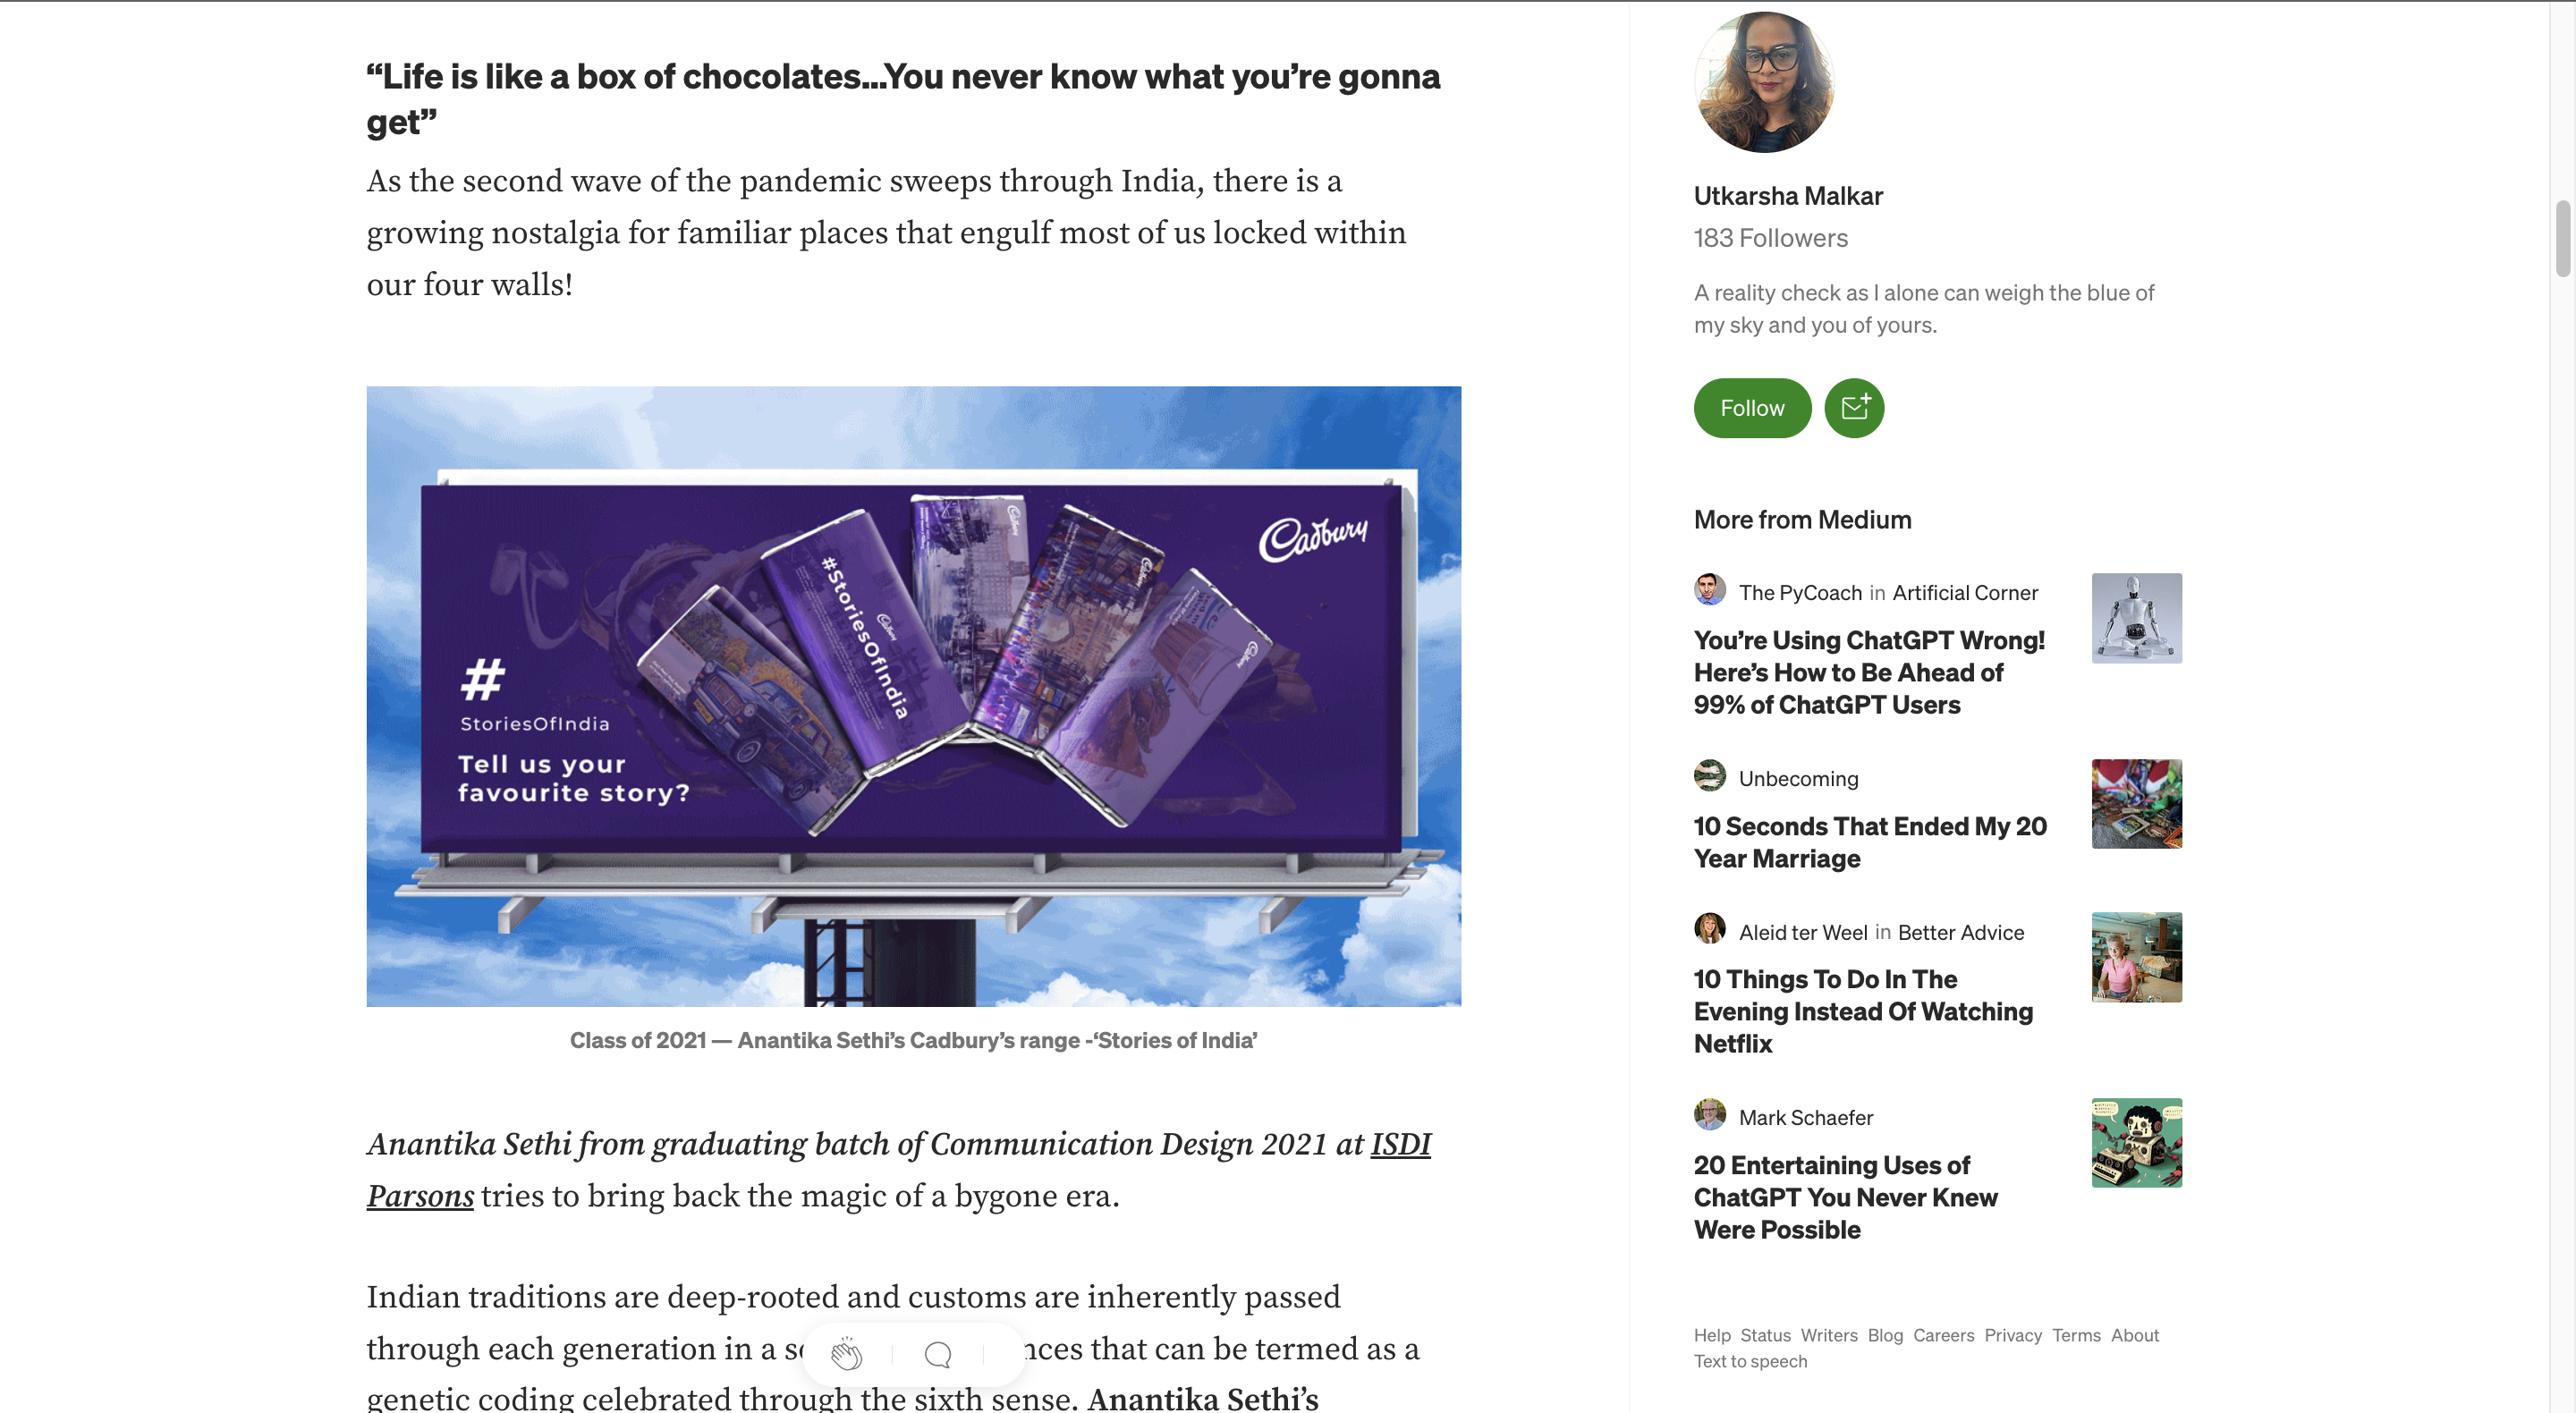 “Life is like a box of chocolates...You never know what you’re gonna
get”
As the second wave of the pandemic sweeps through India, there is a
growing nostalgia for familiar places that engulf most of us locked within
our four walls!
Cadbury
Cadbury
#StoriesOfIndia
Cadbury
Cadbury
Cadbury
#
StoriesOfIndia
Tell us your
favourite story?
Class of 2021 — Anantika Sethi’s Cadbury’s range -‘Stories of India’
Anantika Sethi from graduating batch of Communication Design 2021 at ISDI
Parsons tries to bring back the magic of a bygone era.
Indian traditions are deep-rooted and customs are inherently passed
through each generation in a s nces that can be termed as a
genetic coding celebrated through the sixth sense. Anantika Sethi’s
Utkarsha Malkar
183 Followers
A reality check as I alone can weigh the blue of
my sky and you of yours.
Follow
More from Medium
The PyCoach in Artificial Corner
You’re Using ChatGPT Wrong!
Here’s How to Be Ahead of
99% of ChatGPT Users
Unbecoming
10 Seconds That Ended My 20
Year Marriage
Aleid ter Weel in Better Advice
10 Things To Do In The
Evening Instead Of Watching
Netflix
Mark Schaefer
20 Entertaining Uses of
ChatGPT You Never Knew
Were Possible
Help Status Writers Blog Careers Privacy Terms About
Text to speech